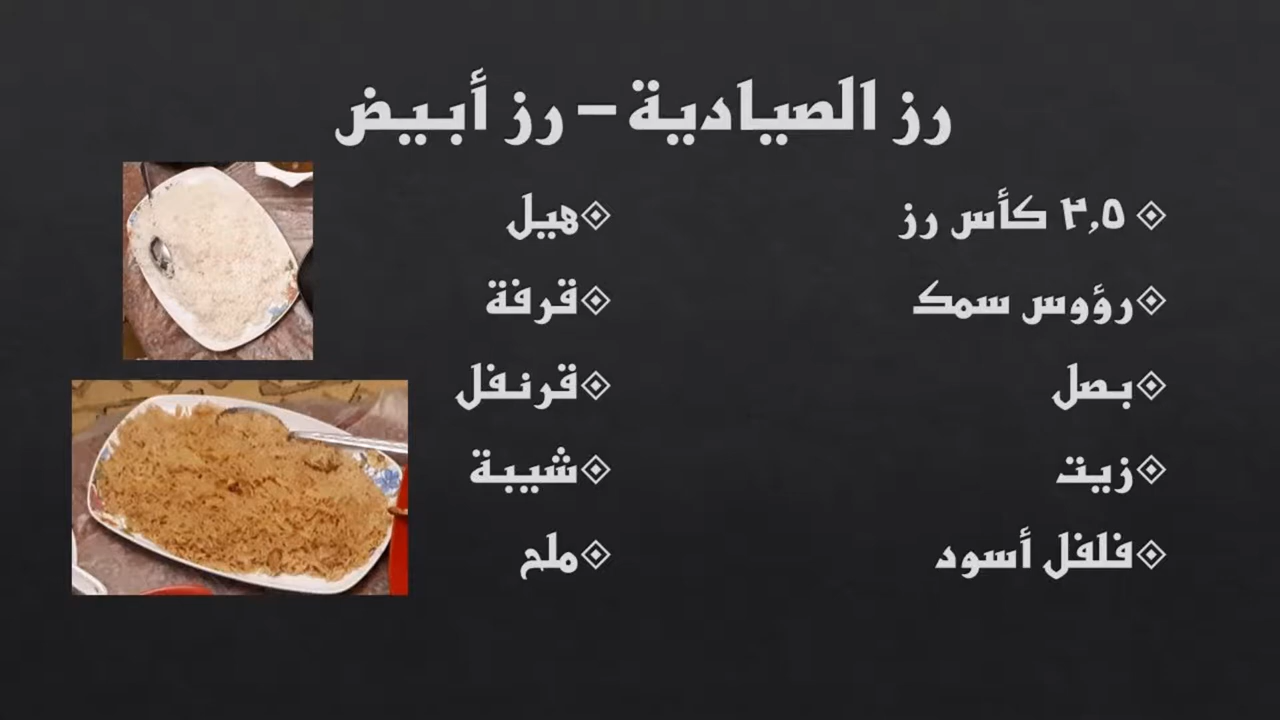 رز الصيادية – رز أبيض
٢,٥ كأس رز
رؤوس سمك
بصل
زيت
فلفل أسود
هيل
قرفة
قرنفل
شيبة
ملح